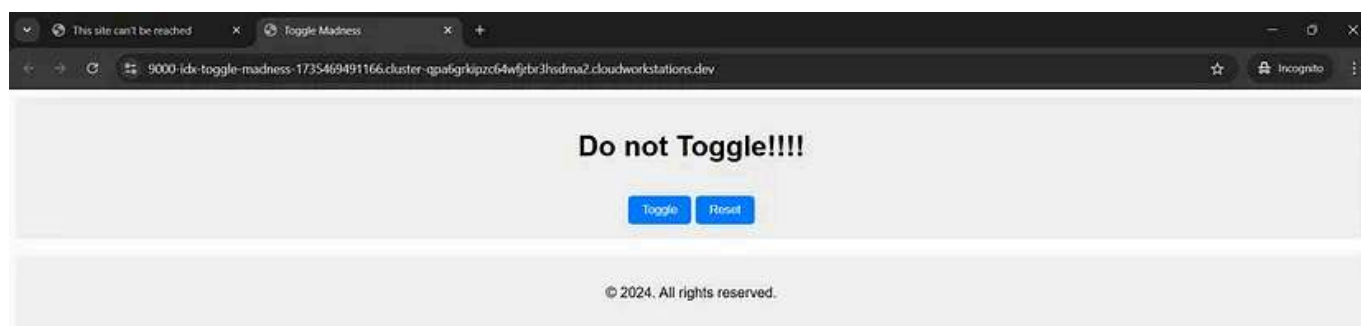 This site can't be reached
Toggle Madness
9000-idx-toggle-madness-1735469491166.cluster-qpa6grkipzc64wfjrbr3hsdma2.cloudworkstations.dev
Incognito
Do not Toggle!!!!
Toggle Reset
© 2024. All rights reserved.